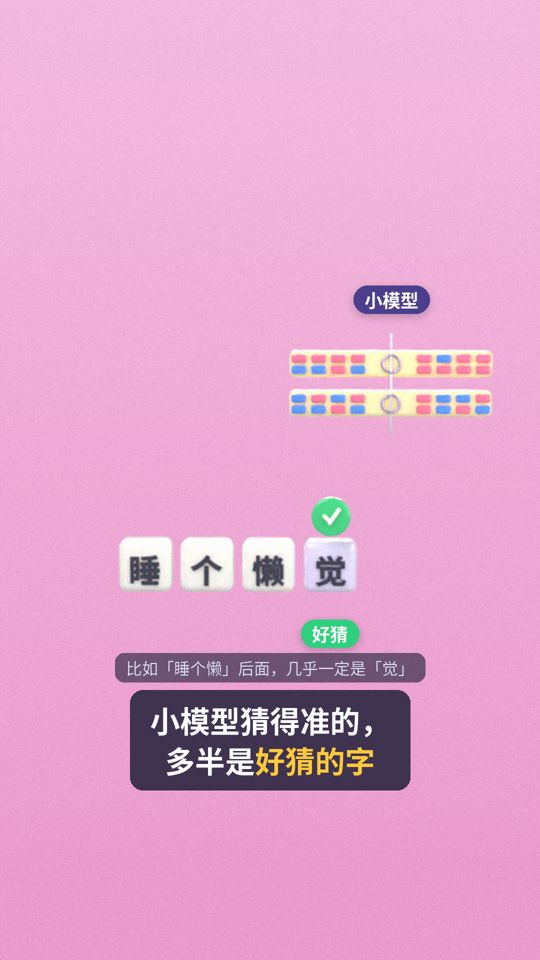 小模型
睡个懒觉
好猜
比如「睡个懒」后面，几乎一定是「觉」
小模型猜得准的，
多半是好猜的字